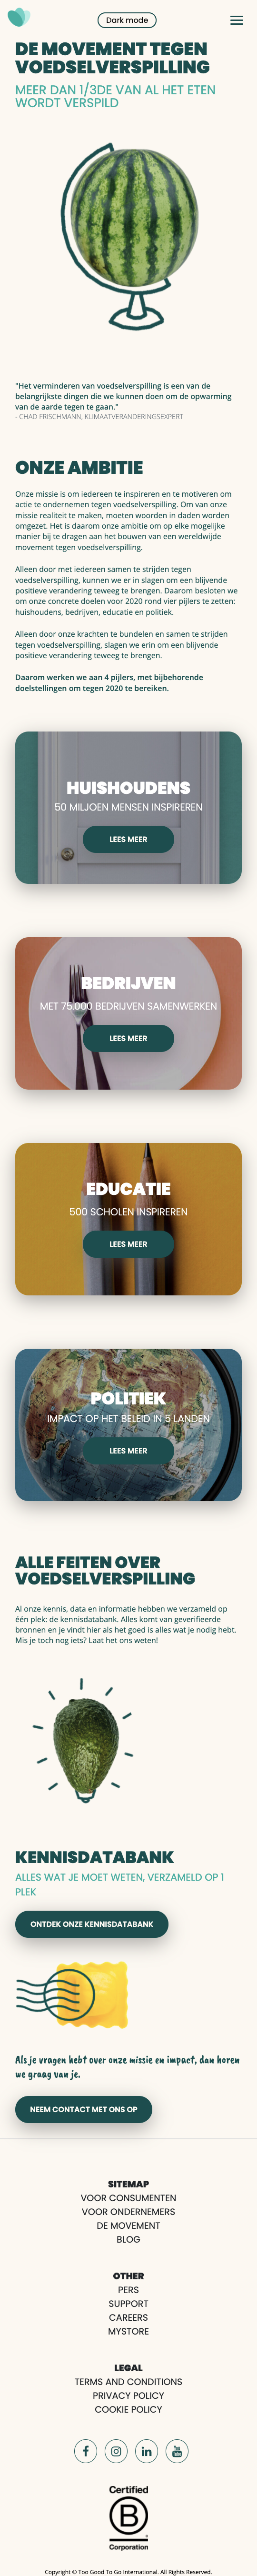 Dark mode
DE MOVEMENT TEGEN
VOEDSELVERSPILLING
MEER DAN 1/3DE VAN AL HET ETEN
WORDT VERSPILD
"Het verminderen van voedselverspilling is een van de
belangrijkste dingen die we kunnen doen om de opwarming
van de aarde tegen te gaan."
- CHAD FRISCHMANN, KLIMAATVERANDERINGSEXPERT
ONZE AMBITIE
Onze missie is om iedereen te inspireren en te motiveren om
actie te ondernemen tegen voedselverspilling. Om van onze
missie realiteit te maken, moeten woorden in daden worden
omgezet. Het is daarom onze ambitie om op elke mogelijke
manier bij te dragen aan het bouwen van een wereldwijde
movement tegen voedselverspilling.
Alleen door met iedereen samen te strijden tegen
voedselverspilling, kunnen we er in slagen om een blijvende
positieve verandering teweeg te brengen. Daarom besloten we
om onze concrete doelen voor 2020 rond vier pijlers te zetten:
huishoudens, bedrijven, educatie en politiek.
Alleen door onze krachten te bundelen en samen te strijden
tegen voedselverspilling, slagen we erin om een blijvende
positieve verandering teweeg te brengen.
Daarom werken we aan 4 pijlers, met bijbehorende
doelstellingen om tegen 2020 te bereiken.
HUISHOUDENS
50 MILJOEN MENSEN INSPIREREN
LEES MEER
BEDRIJVEN
MET 75.000 BEDRIJVEN SAMENWERKEN
LEES MEER
EDUCATIE
500 SCHOLEN INSPIREREN
LEES MEER
POLITIEK
IMPACT OP HET BELEID IN 5 LANDEN
LEES MEER
ALLE FEITEN OVER
VOEDSELVERSPILLING
Al onze kennis, data en informatie hebben we verzameld op
één plek: de kennisdatabank. Alles komt van geverifieerde
bronnen en je vindt hier als het goed is alles wat je nodig hebt.
Mis je toch nog iets? Laat het ons weten!
KENNISDATABANK
ALLES WAT JE MOET WETEN, VERZAMELD OP 1
PLEK
ONTDEK ONZE KENNISDATABANK
Als je vragen hebt over onze missie en impact, dan horen
we graag van je.
NEEM CONTACT MET ONS OP
SITEMAP
VOOR CONSUMENTEN
VOOR ONDERNEMERS
DE MOVEMENT
BLOG
OTHER
PERS
SUPPORT
CAREERS
MYSTORE
LEGAL
TERMS AND CONDITIONS
PRIVACY POLICY
COOKIE POLICY
Certified
B
Corporation
Copyright © Too Good To Go International. All Rights Reserved.